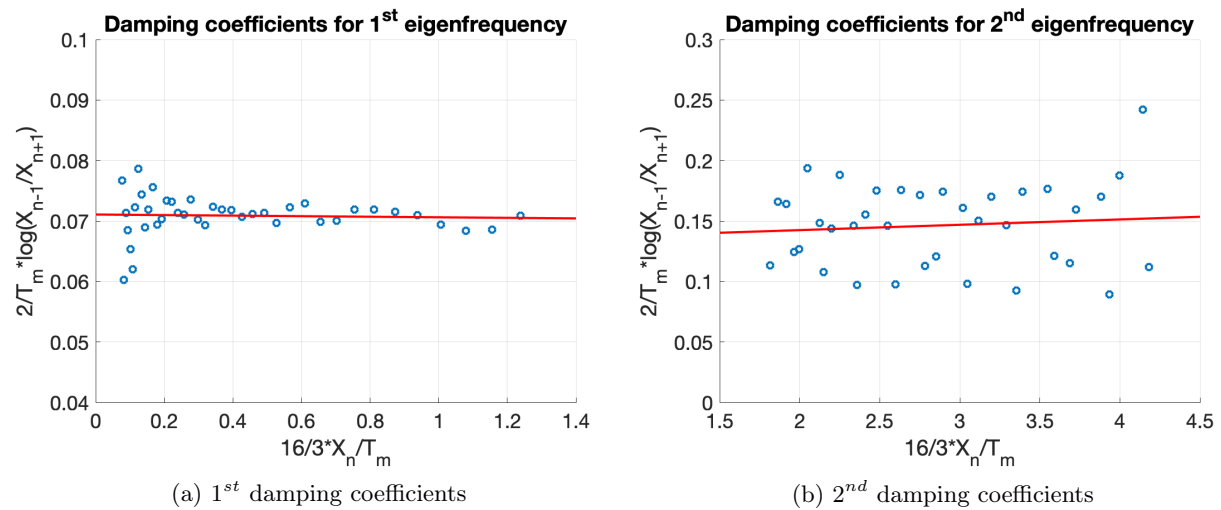 Damping coefficients for 1st eigenfrequency
0.1
0.09
0.08
0.07
0.06
0.05
0.04
2/Tm*log(Xn-1/Xn+1)
0 0.2 0.4 0.6 0.8 1 1.2 1.4
16/3*Xn/Tm
(a) 1st damping coefficients
Damping coefficients for 2nd eigenfrequency
0.3
0.25
0.2
0.15
0.1
0.05
0
2/Tm*log(Xn-1/Xn+1)
1.5 2 2.5 3 3.5 4 4.5
16/3*Xn/Tm
(b) 2nd damping coefficients